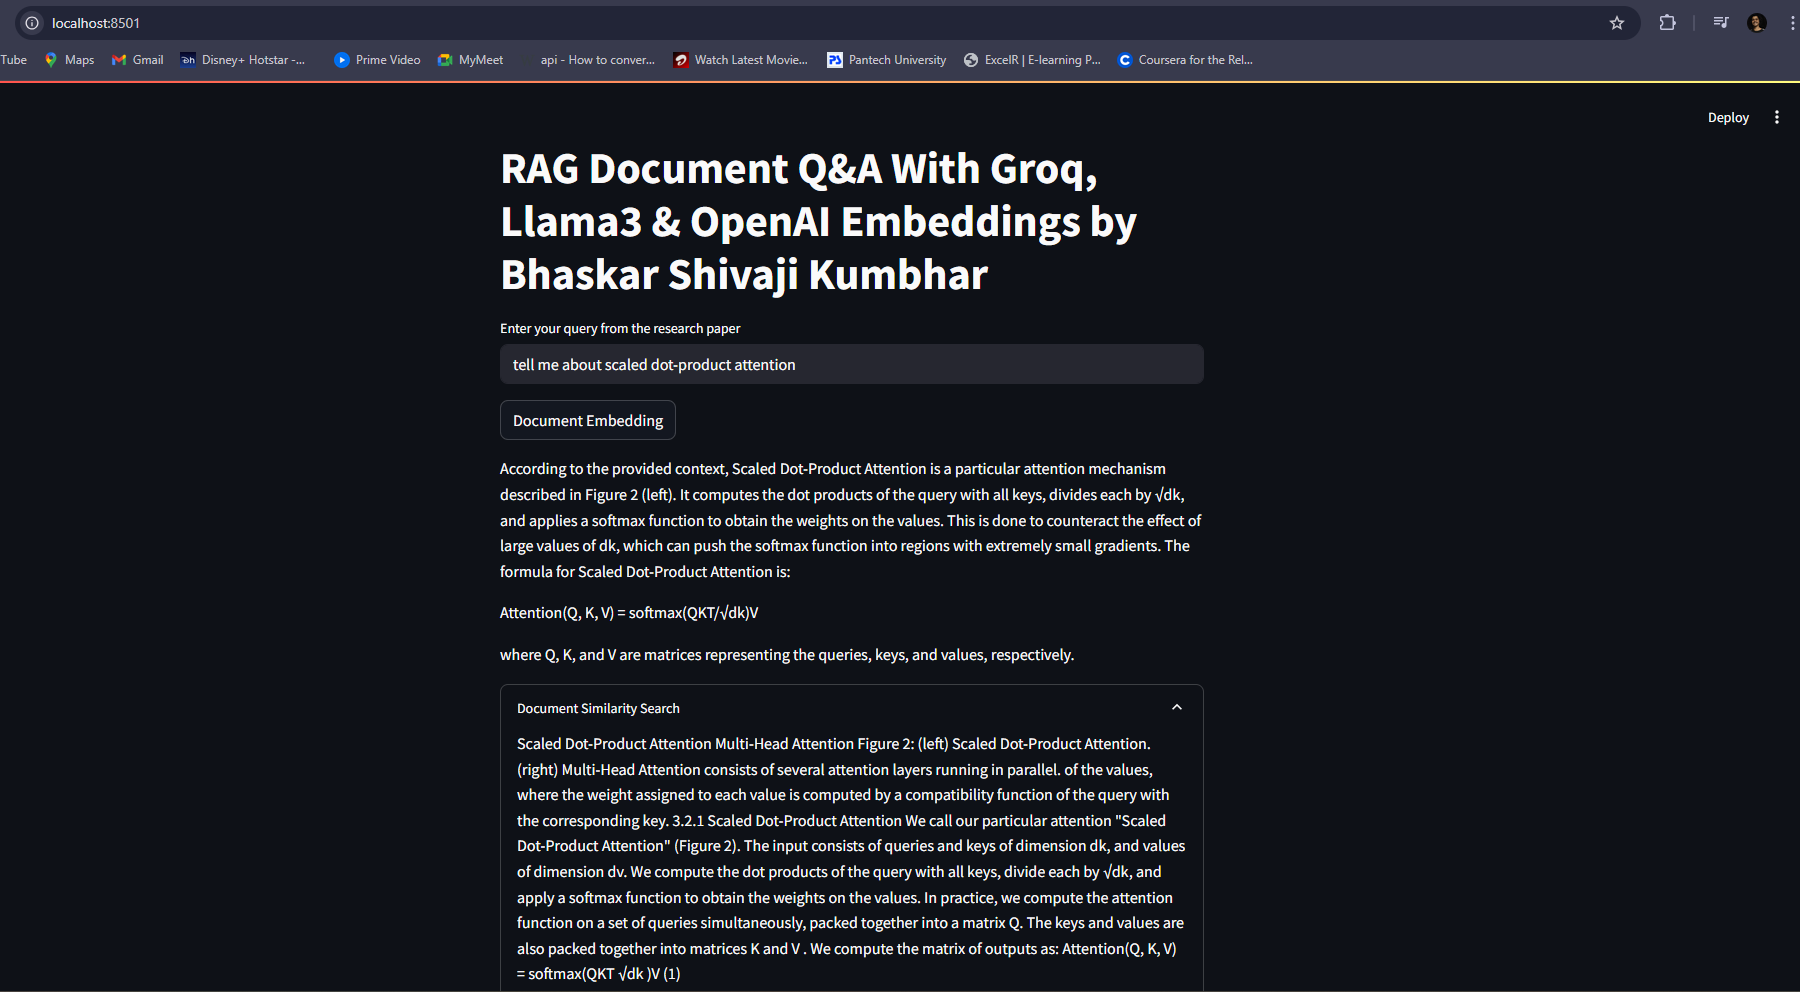 localhost:8501
Tube Maps Gmail Disney+ Hotstar -... Prime Video MyMeet api - How to conver... Watch Latest Movie... Pantech University ExcelR | E-learning P... Coursera for the Rel...
Deploy
RAG Document Q&A With Groq,
Llama3 & OpenAI Embeddings by
Bhaskar Shivaji Kumbhar
Enter your query from the research paper
tell me about scaled dot-product attention
Document Embedding
According to the provided context, Scaled Dot-Product Attention is a particular attention mechanism
described in Figure 2 (left). It computes the dot products of the query with all keys, divides each by √dk,
and applies a softmax function to obtain the weights on the values. This is done to counteract the effect of
large values of dk, which can push the softmax function into regions with extremely small gradients. The
formula for Scaled Dot-Product Attention is:
Attention(Q, K, V) = softmax(QKT/√dk)V
where Q, K, and V are matrices representing the queries, keys, and values, respectively.
Document Similarity Search
Scaled Dot-Product Attention Multi-Head Attention Figure 2: (left) Scaled Dot-Product Attention.
(right) Multi-Head Attention consists of several attention layers running in parallel. of the values,
where the weight assigned to each value is computed by a compatibility function of the query with
the corresponding key. 3.2.1 Scaled Dot-Product Attention We call our particular attention "Scaled
Dot-Product Attention" (Figure 2). The input consists of queries and keys of dimension dk, and values
of dimension dv. We compute the dot products of the query with all keys, divide each by √dk, and
apply a softmax function to obtain the weights on the values. In practice, we compute the attention
function on a set of queries simultaneously, packed together into a matrix Q. The keys and values are
also packed together into matrices K and V . We compute the matrix of outputs as: Attention(Q, K, V)
= softmax(QKT √dk )V (1)